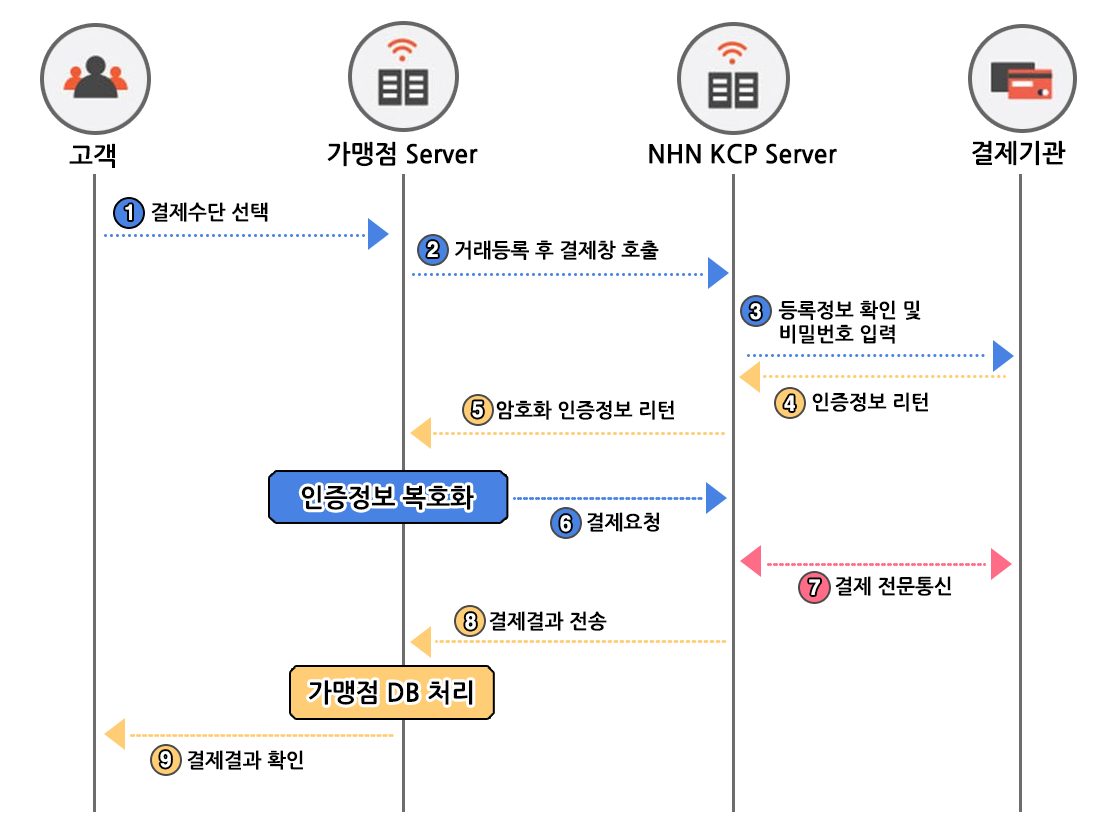 고객
가맹점 Server
NHN KCP Server
결제기관
1 결제수단 선택
2 거래등록 후 결제창 호출
3 등록정보 확인 및
비밀번호 입력
4 인증정보 리턴
5 암호화 인증정보 리턴
인증정보 복호화
6 결제요청
7 결제 전문통신
8 결제결과 전송
가맹점 DB 처리
9 결제결과 확인